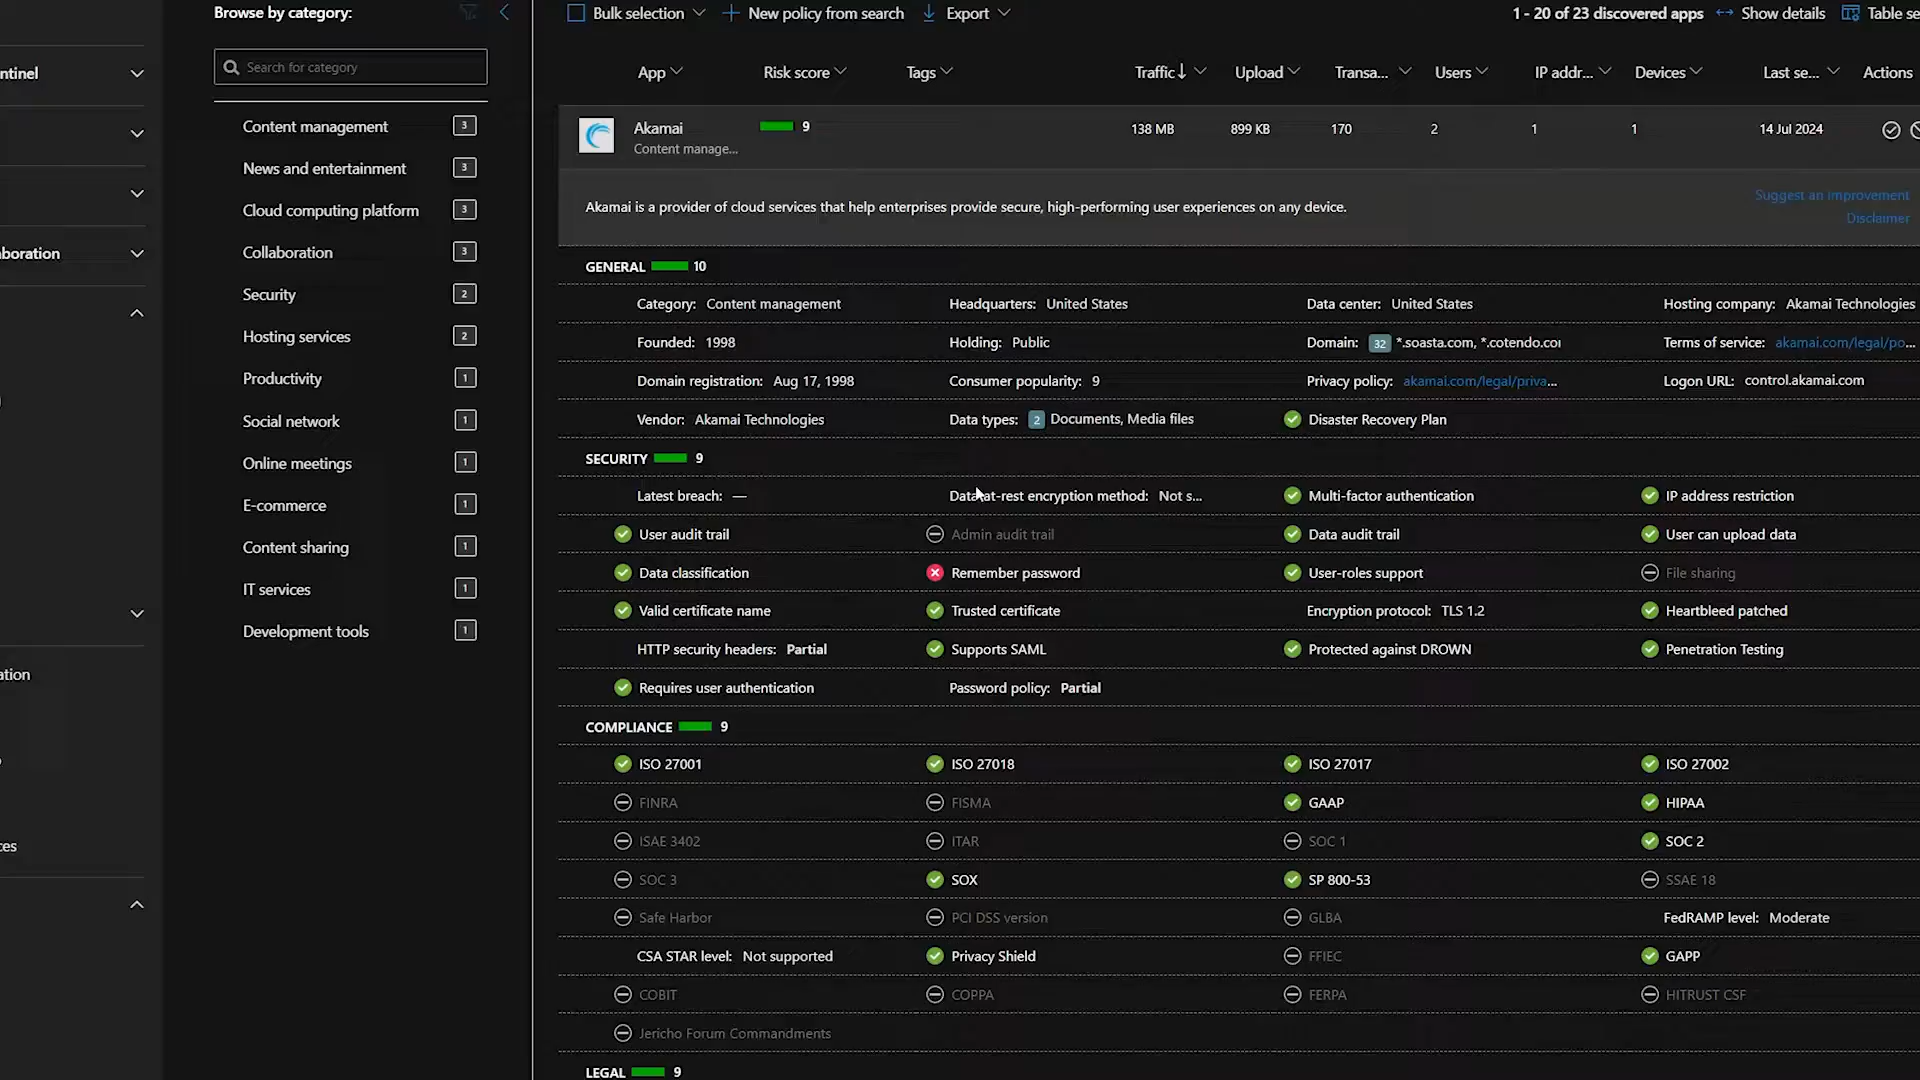 Browse by category:
Bulk selection
New policy from search
Export
1 - 20 of 23 discovered apps
Show details
Table se
ntinel
Search for category
App
Risk score
Tags
Traffic
Upload
Transa...
Users
IP addr...
Devices
Last se...
Actions
Content management 3
News and entertainment 3
Cloud computing platform 3
Collaboration 3
Security 2
Hosting services 2
Productivity 1
Social network 1
Online meetings 1
E-commerce 1
Content sharing 1
IT services 1
Development tools 1
boration
ation
ces
Akamai 9 138 MB 899 KB 170 2 1 1 14 Jul 2024
Content manage...
Akamai is a provider of cloud services that help enterprises provide secure, high-performing user experiences on any device.
Suggest an improvement
Disclaimer
GENERAL 10
Category: Content management Headquarters: United States Data center: United States Hosting company: Akamai Technologies
Founded: 1998 Holding: Public Domain: 32 *.soasta.com, *.cotendo.co Terms of service: akamai.com/legal/po...
Domain registration: Aug 17, 1998 Consumer popularity: 9 Privacy policy: akamai.com/legal/priva... Logon URL: control.akamai.com
Vendor: Akamai Technologies Data types: 2 Documents, Media files Disaster Recovery Plan
SECURITY 9
Latest breach: — Data-at-rest encryption method: Not s... Multi-factor authentication IP address restriction
User audit trail Admin audit trail Data audit trail User can upload data
Data classification Remember password User-roles support File sharing
Valid certificate name Trusted certificate Encryption protocol: TLS 1.2 Heartbleed patched
HTTP security headers: Partial Supports SAML Protected against DROWN Penetration Testing
Requires user authentication Password policy: Partial
COMPLIANCE 9
ISO 27001 ISO 27018 ISO 27017 ISO 27002
FINRA FISMA GAAP HIPAA
ISAE 3402 ITAR SOC 1 SOC 2
SOC 3 SOX SP 800-53 SSAE 18
Safe Harbor PCI DSS version GLBA FedRAMP level: Moderate
CSA STAR level: Not supported Privacy Shield FFIEC GAPP
COBIT COPPA FERPA HITRUST CSF
Jericho Forum Commandments
LEGAL 9